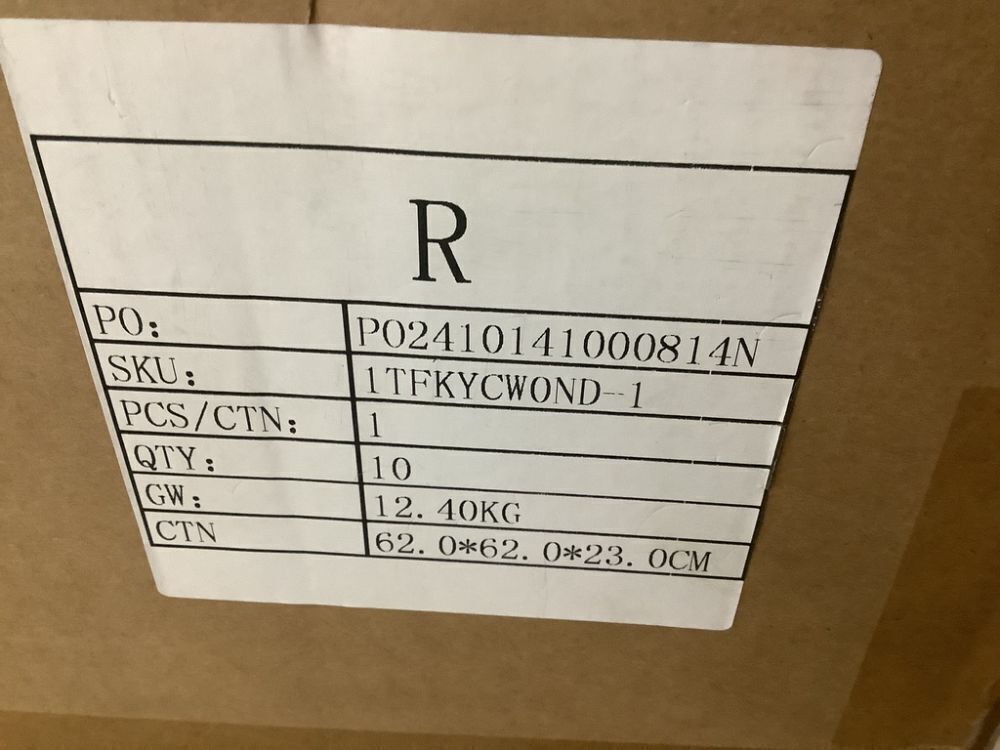 R
PO: PO2410141000814N
SKU: 1TFKYCWOND-1
PCS/CTN: 1
QTY: 10
GW: 12.40KG
CTN 62.0*62.0*23.0CM